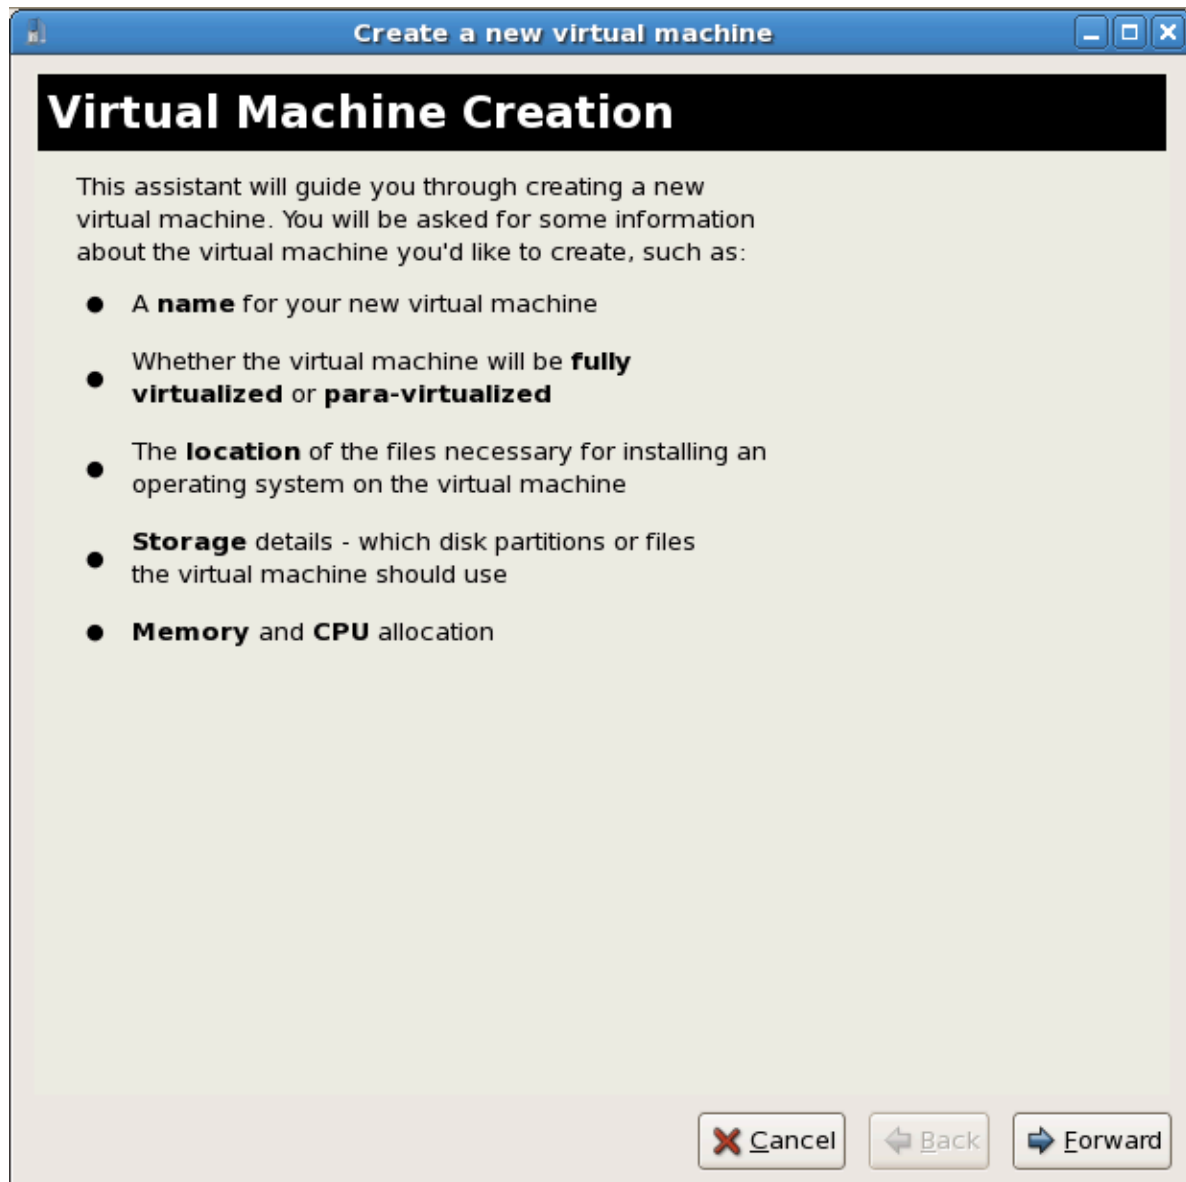 Create a new virtual machine
Virtual Machine Creation
This assistant will guide you through creating a new
virtual machine. You will be asked for some information
about the virtual machine you'd like to create, such as:
● A name for your new virtual machine
● Whether the virtual machine will be fully
virtualized or para-virtualized
● The location of the files necessary for installing an
operating system on the virtual machine
● Storage details - which disk partitions or files
the virtual machine should use
● Memory and CPU allocation
Cancel Back Forward